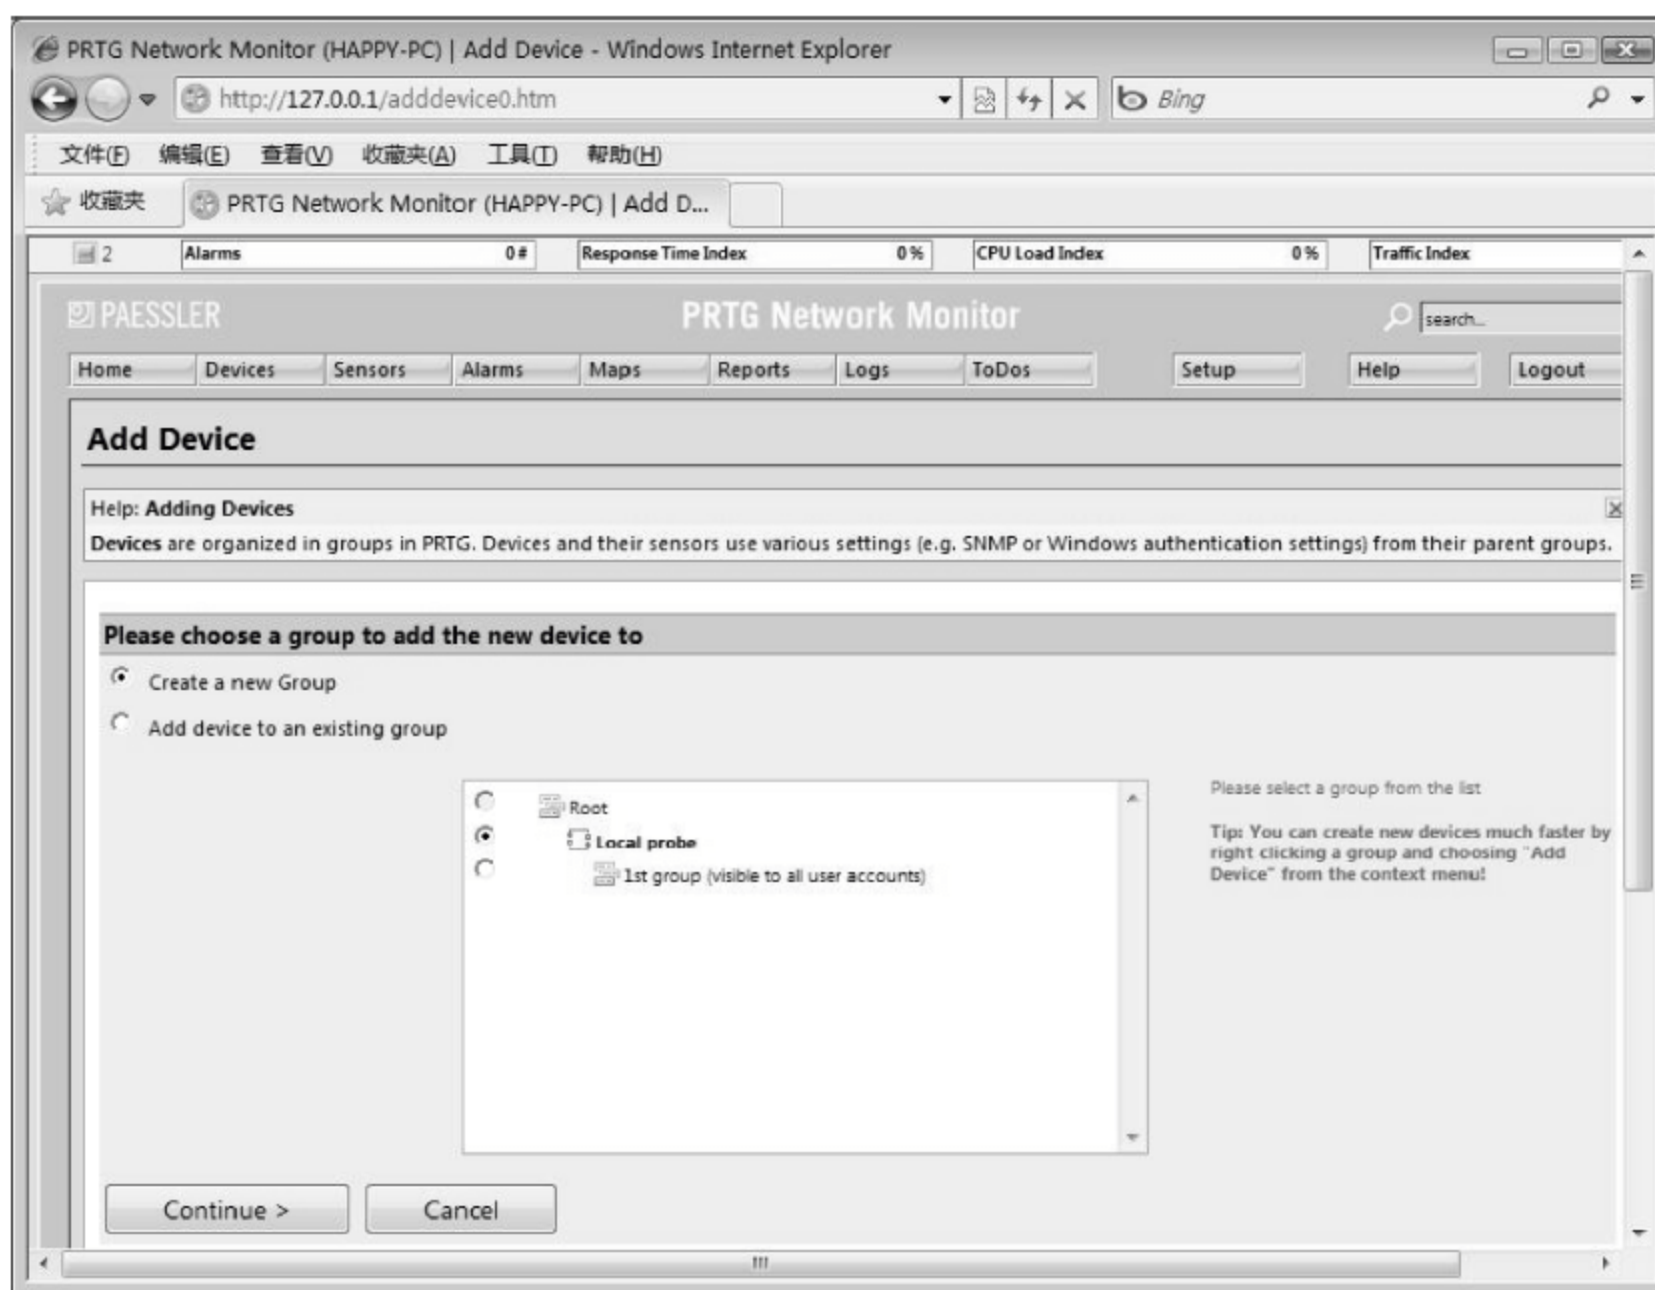 PRTG Network Monitor (HAPPY-PC) | Add Device - Windows Internet Explorer
http://127.0.0.1/adddevice0.htm
Bing
文件(F) 编辑(E) 查看(V) 收藏夹(A) 工具(T) 帮助(H)
收藏夹 PRTG Network Monitor (HAPPY-PC) | Add D...
2 Alarms 0# Response Time Index 0% CPU Load Index 0% Traffic Index
PAESSLER PRTG Network Monitor search...
Home Devices Sensors Alarms Maps Reports Logs ToDos Setup Help Logout
Add Device
Help: Adding Devices
Devices are organized in groups in PRTG. Devices and their sensors use various settings (e.g. SNMP or Windows authentication settings) from their parent groups.
Please choose a group to add the new device to
Create a new Group
Add device to an existing group
Root
Local probe
1st group (visible to all user accounts)
Please select a group from the list
Tip: You can create new devices much faster by
right clicking a group and choosing "Add
Device" from the context menu!
Continue > Cancel